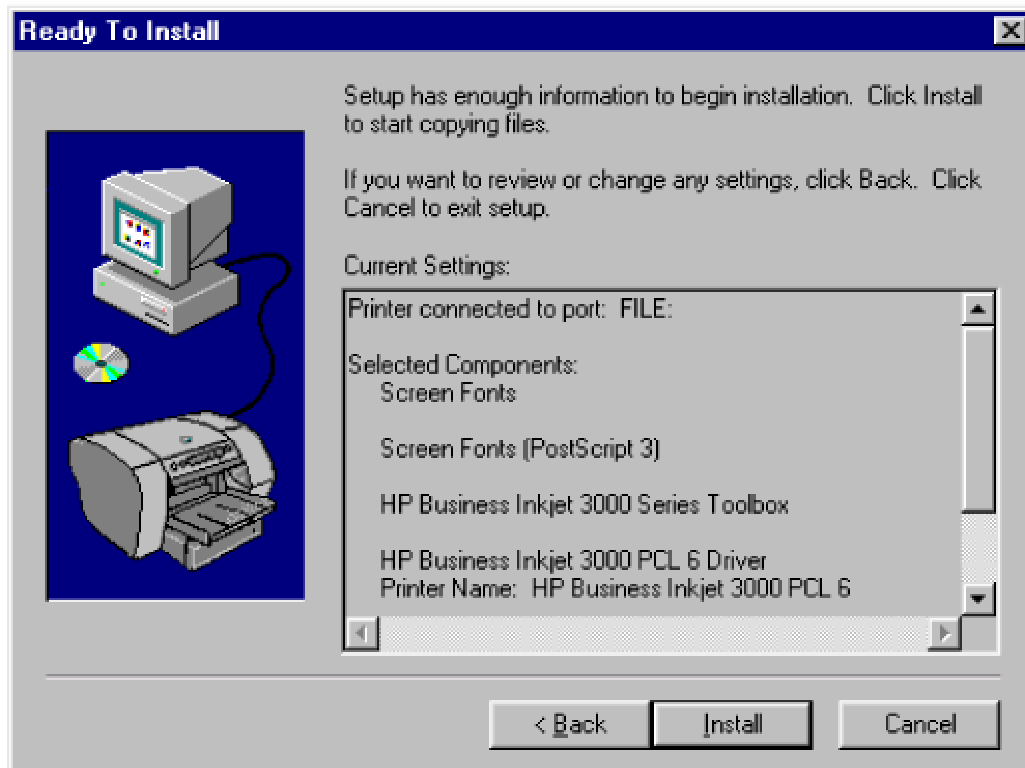 Ready To Install
Setup has enough information to begin installation.  Click Install
to start copying files.
If you want to review or change any settings, click Back.  Click
Cancel to exit setup.
Current Settings:
Printer connected to port:  FILE:
Selected Components:
Screen Fonts
Screen Fonts (PostScript 3)
HP Business Inkjet 3000 Series Toolbox
HP Business Inkjet 3000 PCL 6 Driver
Printer Name:  HP Business Inkjet 3000 PCL 6
< Back
Install
Cancel